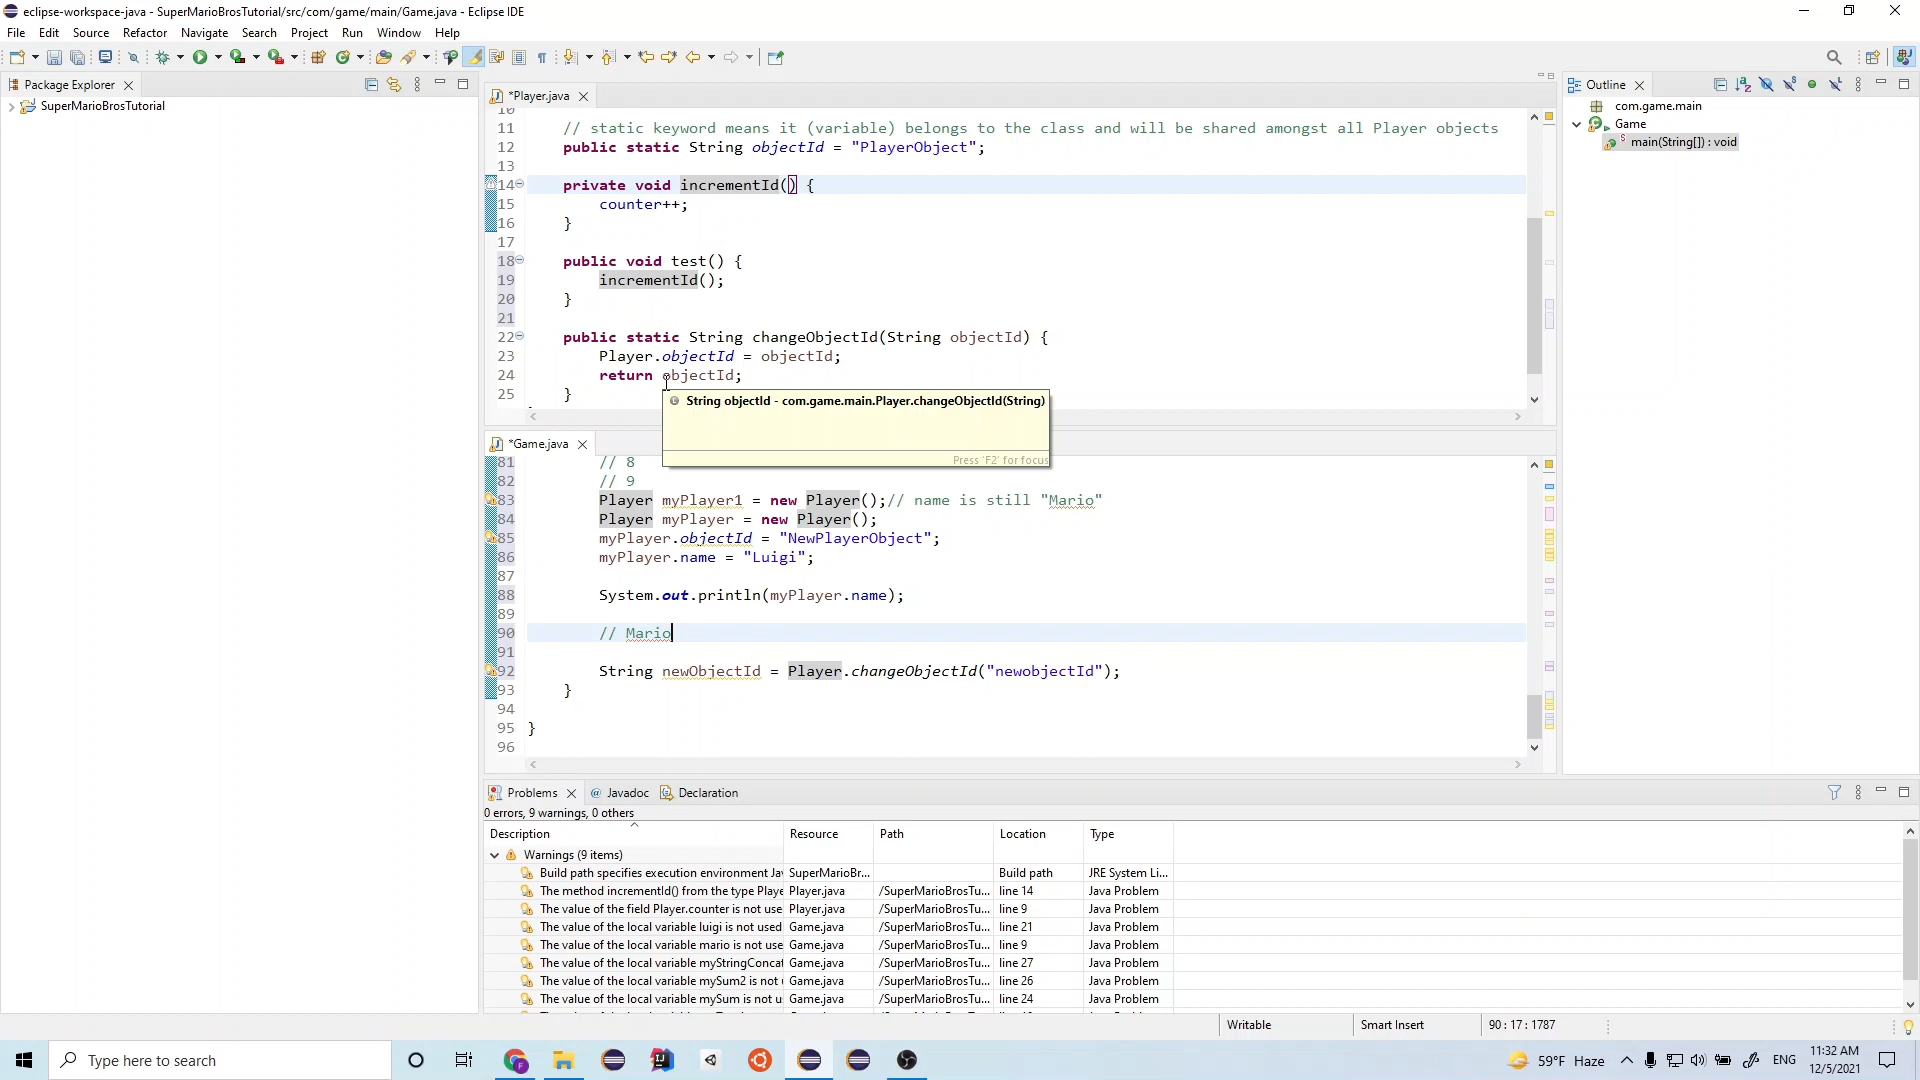 eclipse-workspace-java - SuperMarioBrosTutorial/src/com/game/main/Game.java - Eclipse IDE
File Edit Source Refactor Navigate Search Project Run Window Help
Package Explorer
SuperMarioBrosTutorial
*Player.java
10
11 // static keyword means it (variable) belongs to the class and will be shared amongst all Player objects
12 public static String objectId = "PlayerObject";
13
14 private void incrementId() {
15 counter++;
16 }
17
18 public void test() {
19 incrementId();
20 }
21
22 public static String changeObjectId(String objectId) {
23 Player.objectId = objectId;
24 return objectId;
25 }
String objectId - com.game.main.Player.changeObjectId(String)
Press 'F2' for focus
*Game.java
81 // 8
82 // 9
83 Player myPlayer1 = new Player();// name is still "Mario"
84 Player myPlayer = new Player();
85 myPlayer.objectId = "NewPlayerObject";
86 myPlayer.name = "Luigi";
87
88 System.out.println(myPlayer.name);
89
90 // Mario
91
92 String newObjectId = Player.changeObjectId("newobjectId");
93 }
94
95 }
96
Outline
com.game.main
Game
main(String[]) : void
Problems Javadoc Declaration
0 errors, 9 warnings, 0 others
Description Resource Path Location Type
Warnings (9 items)
Build path specifies execution environment Ja SuperMarioBr... Build path JRE System Li...
The method incrementId() from the type Playe Player.java /SuperMarioBrosTu... line 14 Java Problem
The value of the field Player.counter is not use Player.java /SuperMarioBrosTu... line 9 Java Problem
The value of the local variable luigi is not used Game.java /SuperMarioBrosTu... line 21 Java Problem
The value of the local variable mario is not use Game.java /SuperMarioBrosTu... line 9 Java Problem
The value of the local variable myStringConcat Game.java /SuperMarioBrosTu... line 27 Java Problem
The value of the local variable mySum2 is not Game.java /SuperMarioBrosTu... line 26 Java Problem
The value of the local variable mySum is not us Game.java /SuperMarioBrosTu... line 24 Java Problem
Writable Smart Insert 90 : 17 : 1787
Type here to search
59°F Haze ENG 11:32 AM
12/5/2021